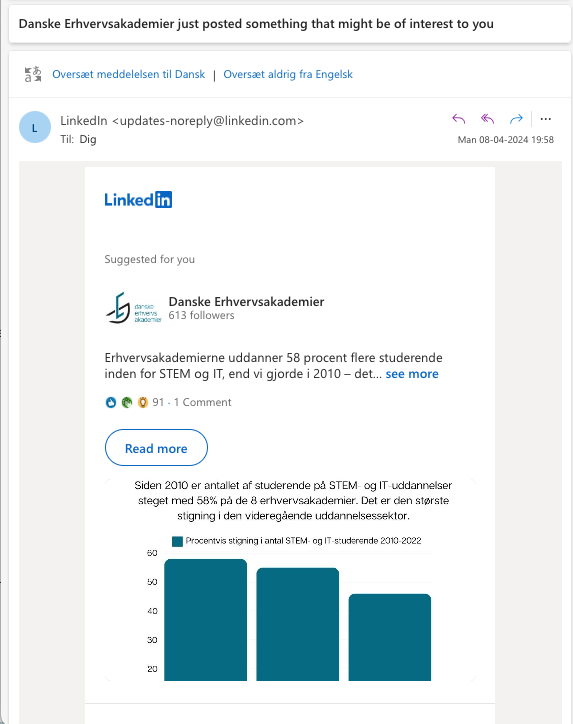 Danske Erhvervsakademier just posted something that might be of interest to you
Oversæt meddelelsen til Dansk | Oversæt aldrig fra Engelsk
L
LinkedIn <updates-noreply@linkedin.com>
Til: Dig
Man 08-04-2024 19:58
LinkedIn
Suggested for you
danske
erhvervs
akademier
Danske Erhvervsakademier
613 followers
Erhvervsakademierne uddanner 58 procent flere studerende
inden for STEM og IT, end vi gjorde i 2010 – det... see more
91 · 1 Comment
Read more
Siden 2010 er antallet af studerende på STEM- og IT-uddannelser
steget med 58% på de 8 erhvervsakademier. Det er den største
stigning i den videregående uddannelsessektor.
Procentvis stigning i antal STEM- og IT-studerende 2010-2022
60
50
40
30
20